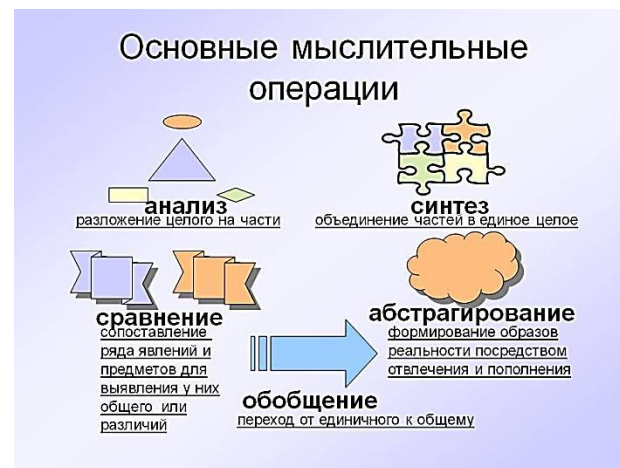 Основные мыслительные
операции
анализ
разложение целого на части
синтез
объединение частей в единое целое
сравнение
сопоставление
ряда явлений и
предметов для
выявления у них
общего или
различий
абстрагирование
формирование образов
реальности посредством
отвлечения и пополнения
обобщение
переход от единичного к общему